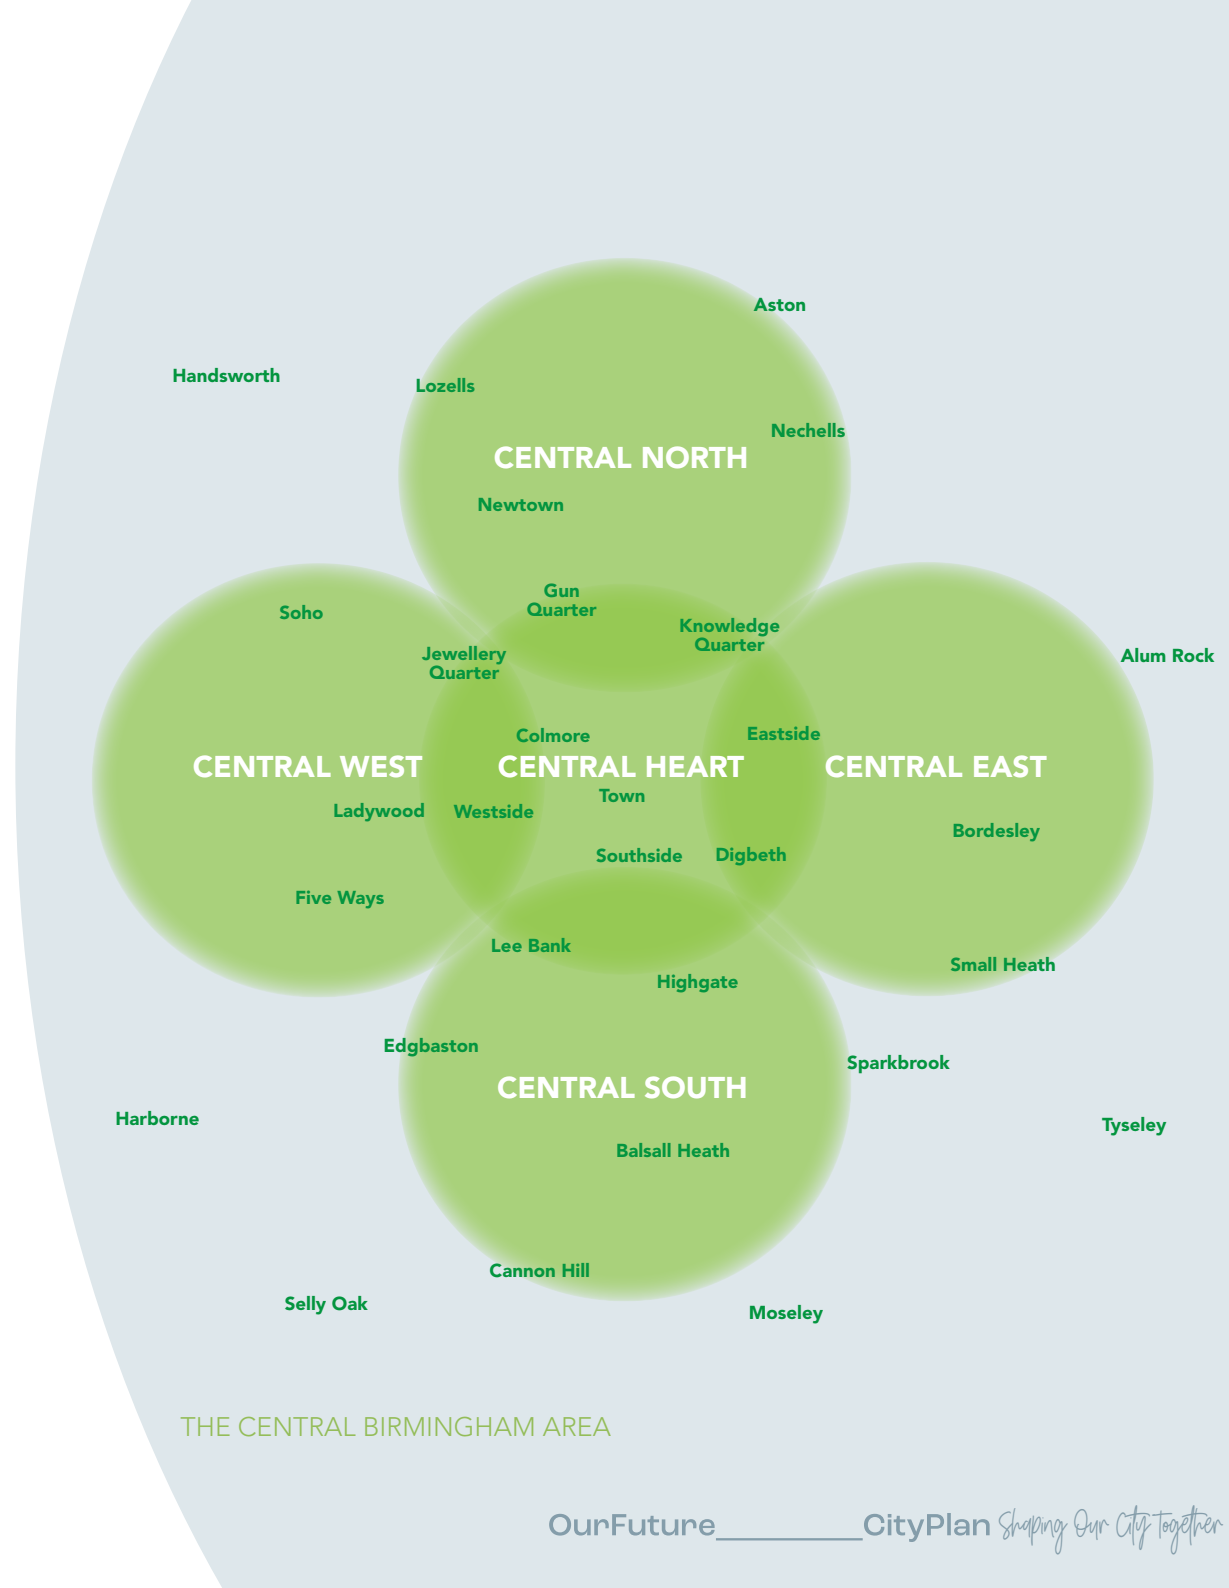 Aston
Handsworth
Lozells
Nechells
CENTRAL NORTH
Newtown
Gun
Quarter
Soho
Knowledge
Quarter
Jewellery
Quarter
Alum Rock
Colmore
Eastside
CENTRAL WEST
CENTRAL HEART
CENTRAL EAST
Town
Ladywood
Westside
Bordesley
Southside
Digbeth
Five Ways
Lee Bank
Small Heath
Highgate
Edgbaston
Sparkbrook
CENTRAL SOUTH
Harborne
Tyseley
Balsall Heath
Cannon Hill
Selly Oak
Moseley
THE CENTRAL BIRMINGHAM AREA
OurFuture__________CityPlan Shaping Our City Together